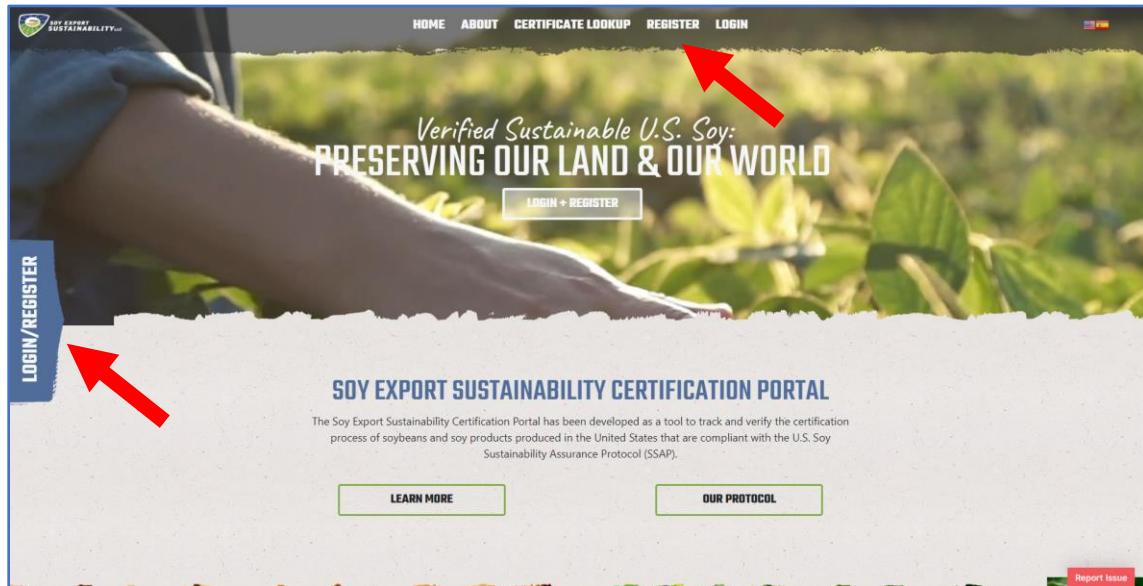 SOY EXPORT
SUSTAINABILITY LLC
HOME ABOUT CERTIFICATE LOOKUP REGISTER LOGIN
Verified Sustainable U.S. Soy:
PRESERVING OUR LAND & OUR WORLD
LOGIN + REGISTER
LOGIN/REGISTER
SOY EXPORT SUSTAINABILITY CERTIFICATION PORTAL
The Soy Export Sustainability Certification Portal has been developed as a tool to track and verify the certification
process of soybeans and soy products produced in the United States that are compliant with the U.S. Soy
Sustainability Assurance Protocol (SSAP).
LEARN MORE OUR PROTOCOL
Report Issue